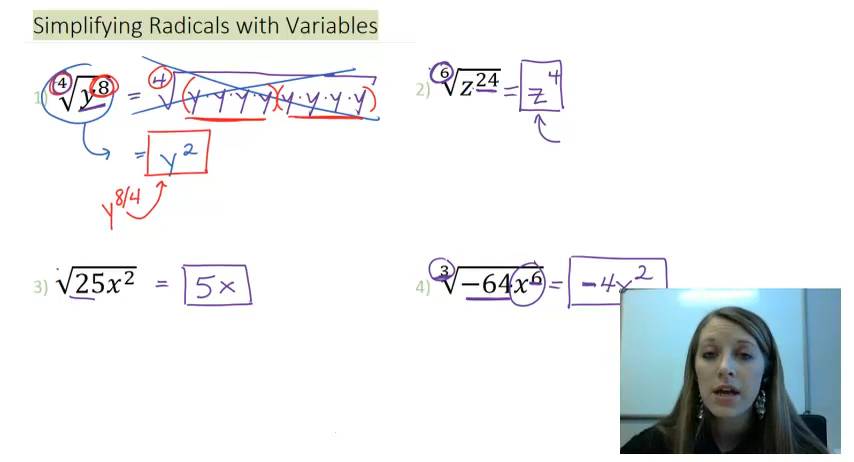 Simplifying Radicals with Variables
1) ⁴√y⁸ = ⁴√(y·y·y·y)(y·y·y·y)
= y²
y^8/4
2) ⁶√z²⁴ = z⁴
3) √25x² = 5x
4) ³√-64x⁶ = -4x²